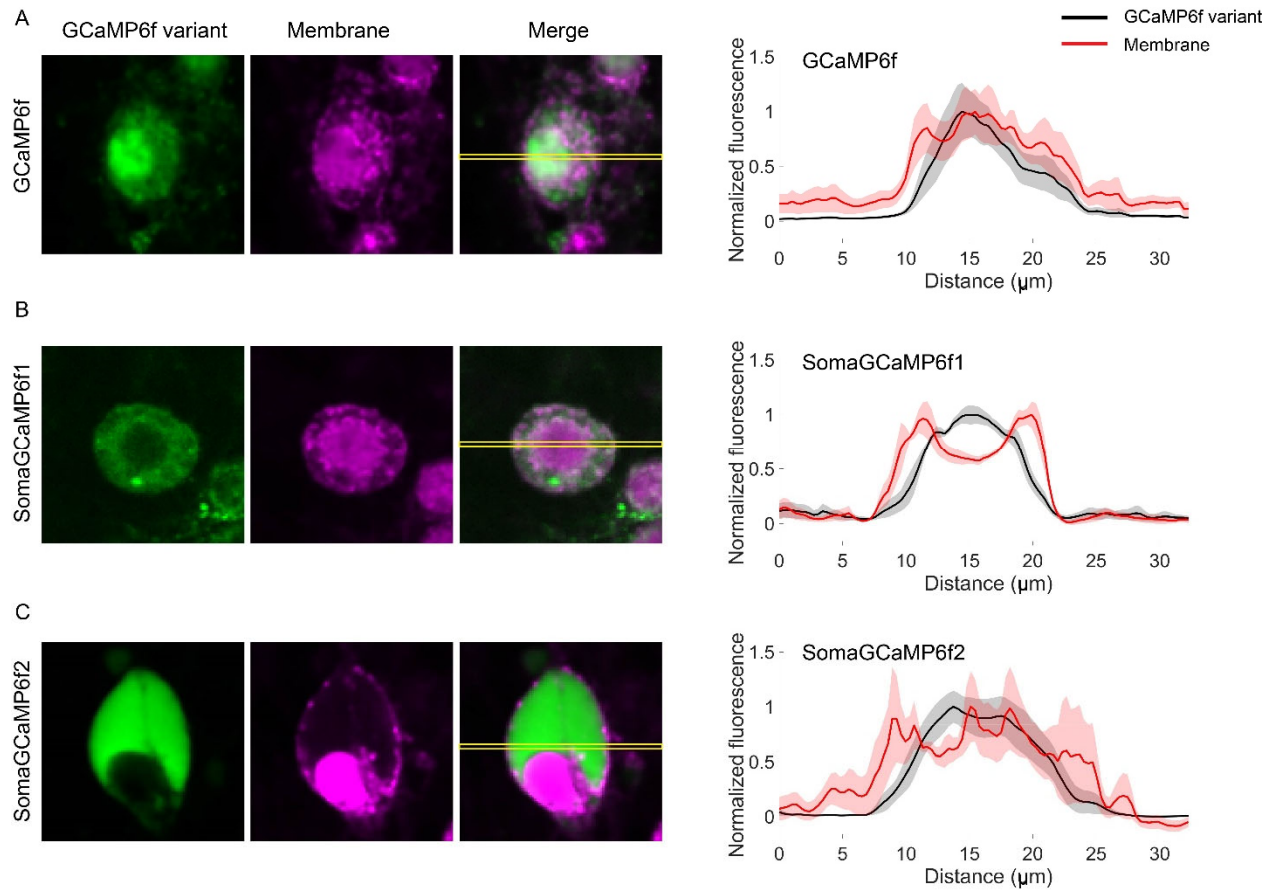 A
GCaMP6f variant
Membrane
Merge
GCaMP6f variant
Membrane
GCaMP6f
GCaMP6f
Normalized fluorescence
1.5
1
0.5
0
0 5 10 15 20 25 30
Distance (μm)
B
SomaGCaMP6f1
SomaGCaMP6f1
Normalized fluorescence
1.5
1
0.5
0
0 5 10 15 20 25 30
Distance (μm)
C
SomaGCaMP6f2
SomaGCaMP6f2
Normalized fluorescence
1.5
1
0.5
0
0 5 10 15 20 25 30
Distance (μm)